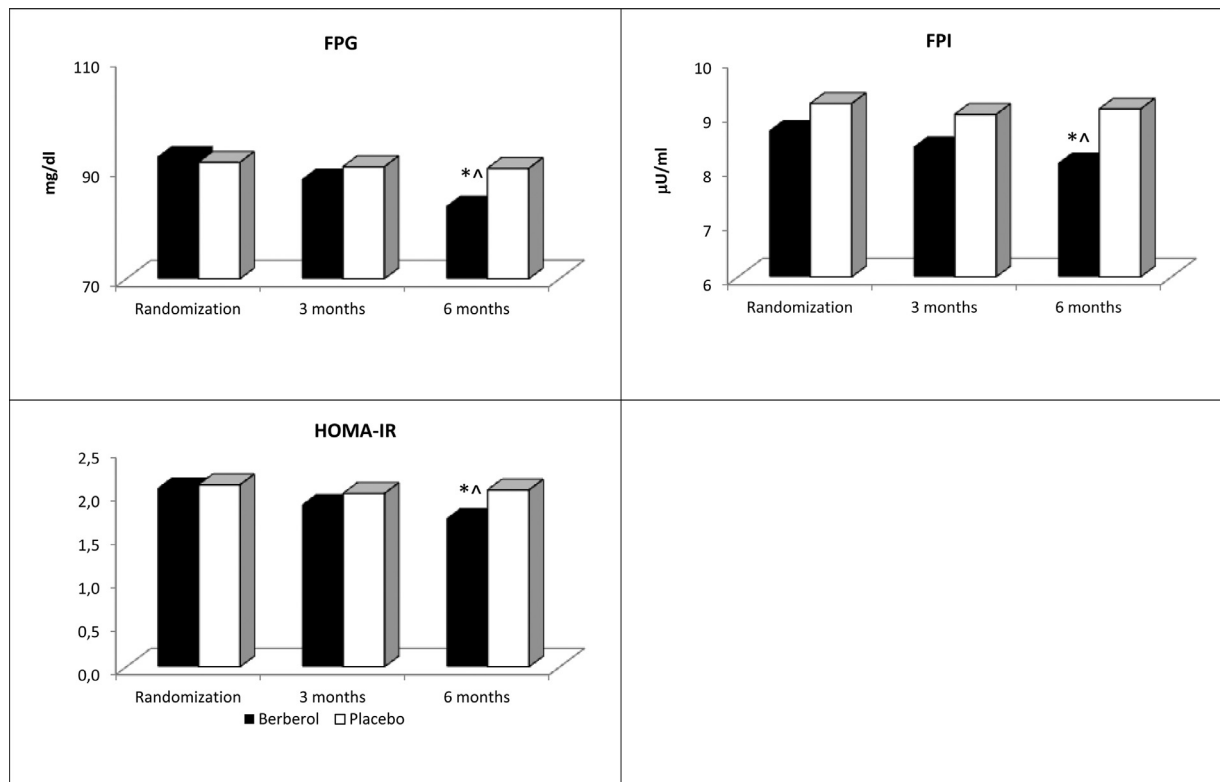 FPG
mg/dl
110
90
70
*^
Randomization 3 months 6 months
FPI
µU/ml
10
9
8
7
6
*^
Randomization 3 months 6 months
HOMA-IR
2,5
2,0
1,5
1,0
0,5
0,0
*^
Randomization 3 months 6 months
Berberol Placebo